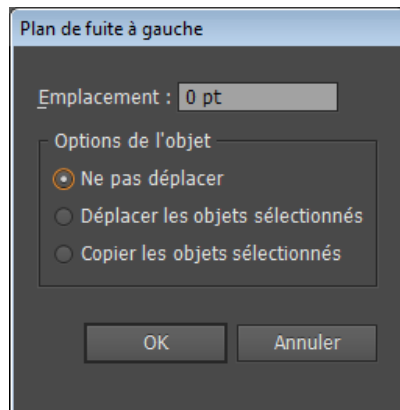 Plan de fuite à gauche
Emplacement : 0 pt
Options de l'objet
Ne pas déplacer
Déplacer les objets sélectionnés
Copier les objets sélectionnés
OK Annuler